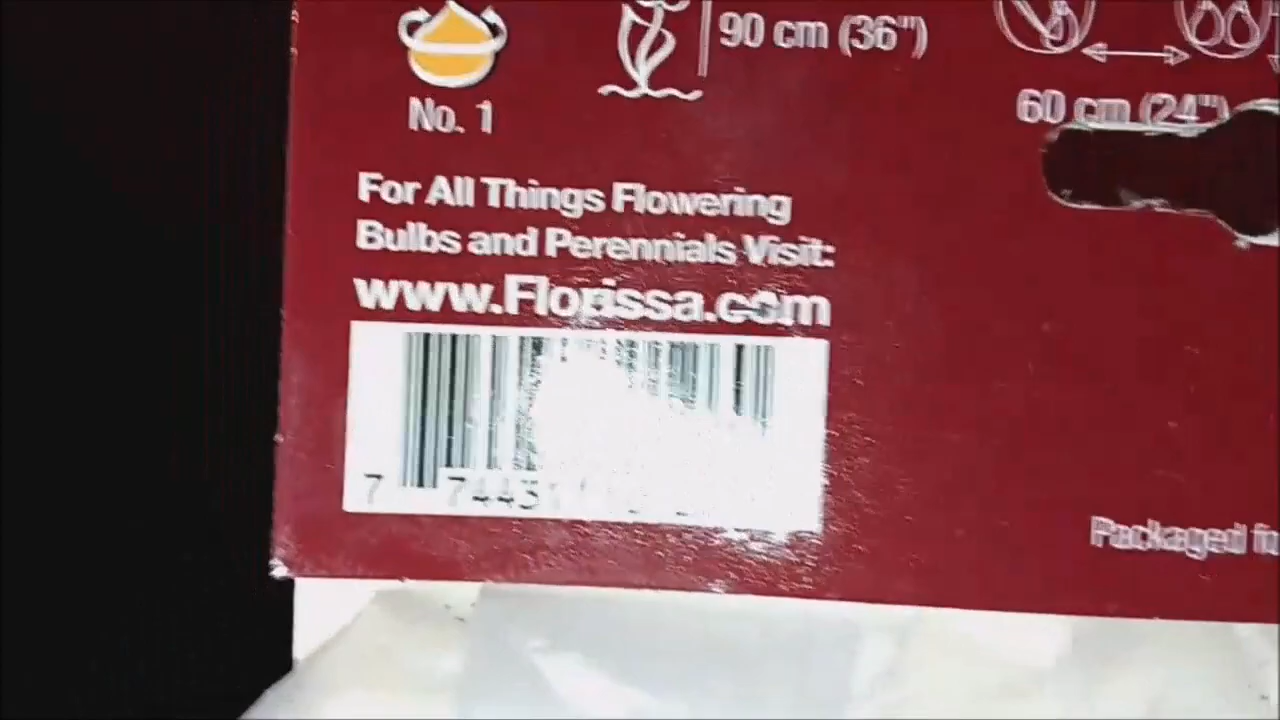 90 cm (36")
No. 1
60 cm (24")
For All Things Flowering
Bulbs and Perennials Visit:
www.Florissa.com
7 7443
Packaged